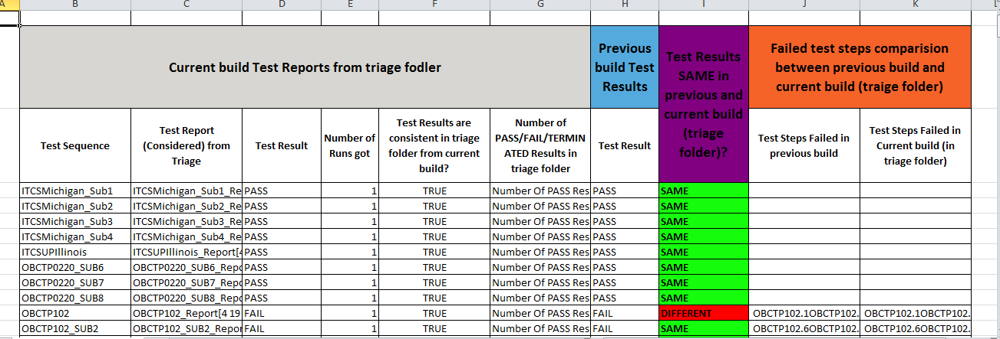 A B C D E F G H I J K L
Current build Test Reports from triage fodler
Previous
build Test
Results
Test Results
SAME in
previous and
current build
(triage
folder)?
Failed test steps comparision
between previous build and
current build (traige folder)
Test Sequence
Test Report
(Considered) from
Triage
Test Result
Number of
Runs got
Test Results are
consistent in triage
folder from current
build?
Number of
PASS/FAIL/TERMIN
ATED Results in
triage folder
Test Result
Test Steps Failed in
previous build
Test Steps Failed in
Current build (in
triage folder)
ITCSMichigan_Sub1 ITCSMichigan_Sub1_Re PASS 1 TRUE Number Of PASS Res PASS SAME
ITCSMichigan_Sub2 ITCSMichigan_Sub2_Re PASS 1 TRUE Number Of PASS Res PASS SAME
ITCSMichigan_Sub3 ITCSMichigan_Sub3_Re PASS 1 TRUE Number Of PASS Res PASS SAME
ITCSMichigan_Sub4 ITCSMichigan_Sub4_Re PASS 1 TRUE Number Of PASS Res PASS SAME
ITCSUPIllinois ITCSUPIllinois_Report[4 PASS 1 TRUE Number Of PASS Res PASS SAME
OBCTP0220_SUB6 OBCTP0220_SUB6_Repo PASS 1 TRUE Number Of PASS Res PASS SAME
OBCTP0220_SUB7 OBCTP0220_SUB7_Repo PASS 1 TRUE Number Of PASS Res PASS SAME
OBCTP0220_SUB8 OBCTP0220_SUB8_Repo PASS 1 TRUE Number Of PASS Res PASS SAME
OBCTP102 OBCTP102_Report[4 19 FAIL 1 TRUE Number Of PASS Res FAIL DIFFERENT OBCTP102.1OBCTP102. OBCTP102.1OBCTP102.
OBCTP102_SUB2 OBCTP102_SUB2_Repor FAIL 1 TRUE Number Of PASS Res FAIL SAME OBCTP102.6OBCTP102. OBCTP102.6OBCTP102.